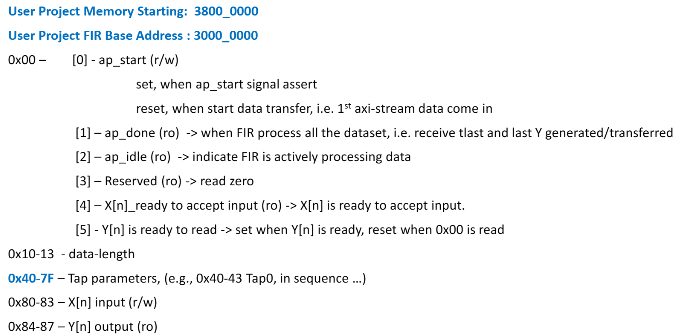 User Project Memory Starting:  3800_0000
User Project FIR Base Address : 3000_0000
0x00 –  [0] - ap_start (r/w)
set, when ap_start signal assert
reset, when start data transfer, i.e. 1st axi-stream data come in
[1] – ap_done (ro)  -> when FIR process all the dataset, i.e. receive tlast and last Y generated/transferred
[2] – ap_idle (ro)  -> indicate FIR is actively processing data
[3] – Reserved (ro) -> read zero
[4] – X[n]_ready to accept input (ro) -> X[n] is ready to accept input.
[5] - Y[n] is ready to read -> set when Y[n] is ready, reset when 0x00 is read
0x10-13  - data-length
0x40-7F – Tap parameters, (e.g., 0x40-43 Tap0, in sequence …)
0x80-83 – X[n] input (r/w)
0x84-87 – Y[n] output (ro)